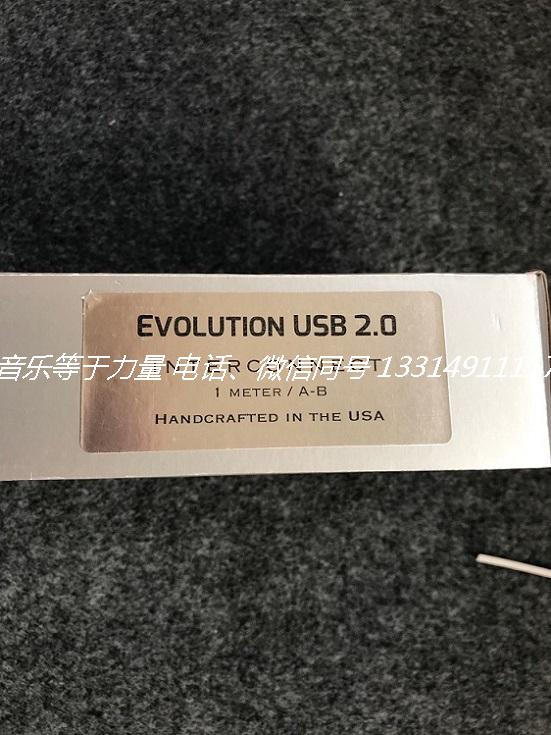 EVOLUTION USB 2.0
音乐等于力量 电话、微信同号
INTERCONNECT
1 METER / A-B
HANDCRAFTED IN THE USA